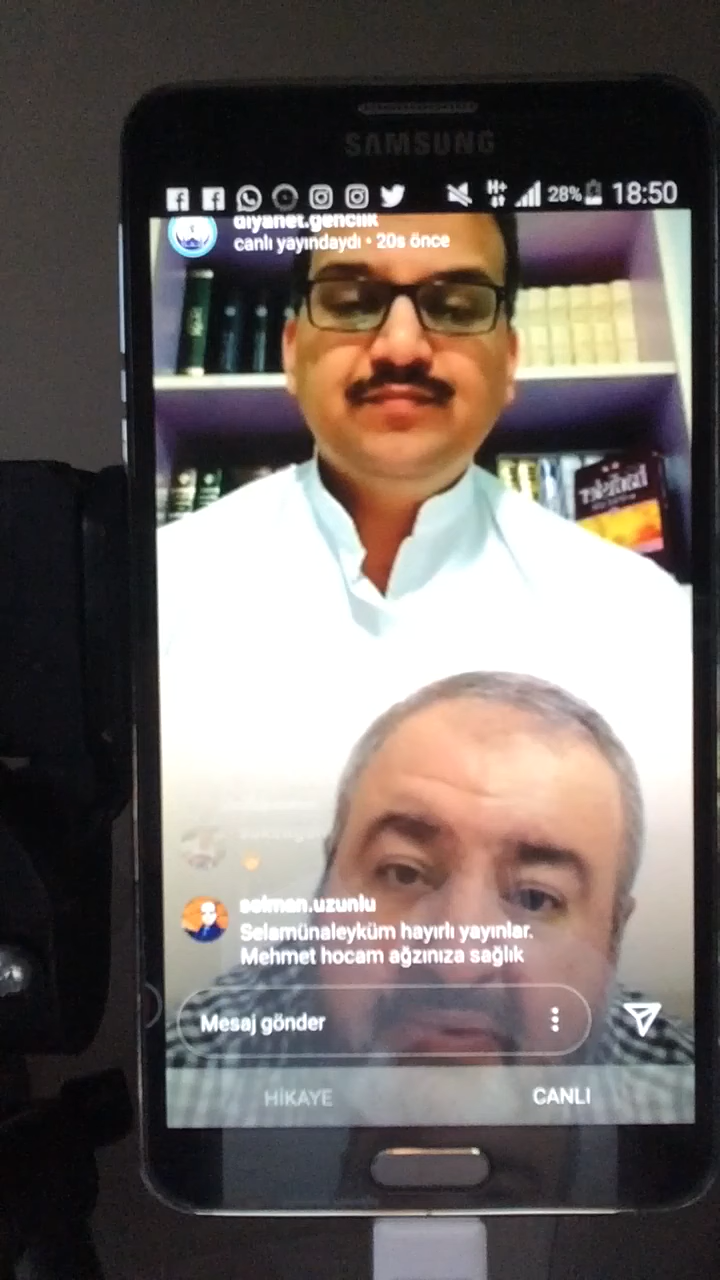 SAMSUNG
28% 18:50
diyanet.genclik
canlı yayındaydı • 20s önce
selman.uzunlu
Selamünaleyküm hayırlı yayınlar.
Mehmet hocam ağzınıza sağlık
Mesaj gönder
HİKAYE
CANLI